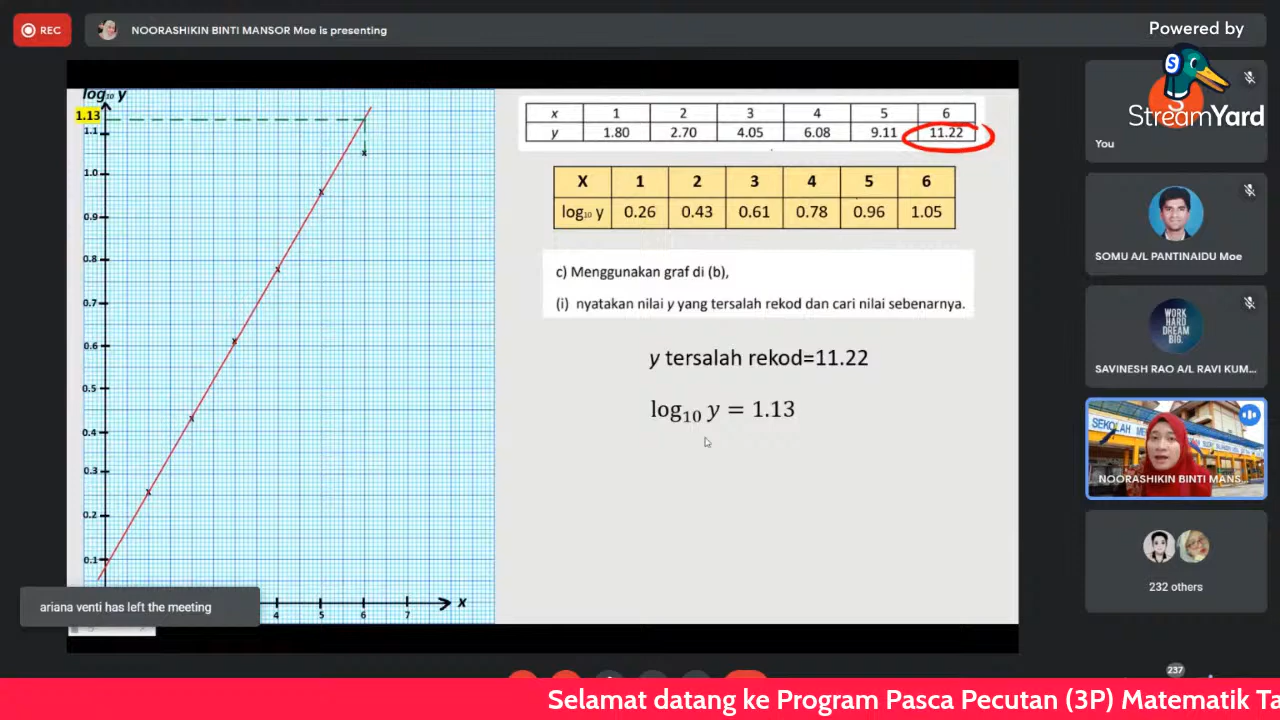 REC
NOORASHIKIN BINTI MANSOR Moe is presenting
Powered by
StreamYard
S
You
log₁₀ y
1.13
1.1
1.0
0.9
0.8
0.7
0.6
0.5
0.4
0.3
0.2
0.1
4 5 6 7 x
x 1 2 3 4 5 6
y 1.80 2.70 4.05 6.08 9.11 11.22
X 1 2 3 4 5 6
log₁₀ y 0.26 0.43 0.61 0.78 0.96 1.05
c) Menggunakan graf di (b),
(i) nyatakan nilai y yang tersalah rekod dan cari nilai sebenarnya.
y tersalah rekod=11.22
log₁₀ y = 1.13
SOMU A/L PANTINAIDU Moe
WORK
HARD
DREAM
BIG.
SAVINESH RAO A/L RAVI KUM...
SEKOLAH ME
NOORASHIKIN BINTI MANS...
232 others
ariana venti has left the meeting
237
Selamat datang ke Program Pasca Pecutan (3P) Matematik Ta